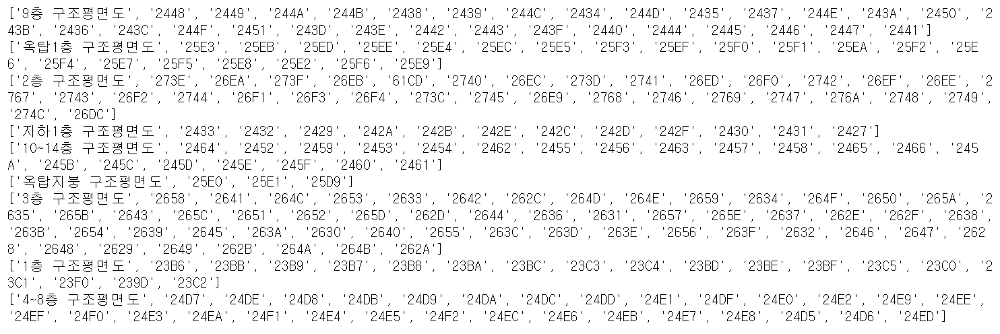 ['9층 구조평면도', '2448', '2449', '244A', '244B', '2438', '2439', '244C', '2434', '244D', '2435', '2437', '244E', '243A', '2450', '2
43B', '2436', '243C', '244F', '2451', '243D', '243E', '2442', '2443', '243F', '2440', '2444', '2445', '2446', '2447', '2441']
['옥탑1층 구조평면도', '25E3', '25EB', '25ED', '25EE', '25E4', '25EC', '25E5', '25F3', '25EF', '25F0', '25F1', '25EA', '25F2', '25E
6', '25F4', '25E7', '25F5', '25E8', '25E2', '25F6', '25E9']
['2층 구조평면도', '273E', '26EA', '273F', '26EB', '61CD', '2740', '26EC', '273D', '2741', '26ED', '26F0', '2742', '26EF', '26EE', '2
767', '2743', '26F2', '2744', '26F1', '26F3', '26F4', '273C', '2745', '26E9', '2768', '2746', '2769', '2747', '276A', '2748', '2749',
'274C', '26DC']
['지하1층 구조평면도', '2433', '2432', '2429', '242A', '242B', '242E', '242C', '242D', '242F', '2430', '2431', '2427']
['10~14층 구조평면도', '2464', '2452', '2459', '2453', '2454', '2462', '2455', '2456', '2463', '2457', '2458', '2465', '2466', '245
A', '245B', '245C', '245D', '245E', '245F', '2460', '2461']
['옥탑지붕 구조평면도', '25E0', '25E1', '25D9']
['3층 구조평면도', '2658', '2641', '264C', '2653', '2633', '2642', '262C', '264D', '264E', '2659', '2634', '264F', '2650', '265A', '2
635', '265B', '2643', '265C', '2651', '2652', '265D', '262D', '2644', '2636', '2631', '2657', '265E', '2637', '262E', '262F', '2638',
'263B', '2654', '2639', '2645', '263A', '2630', '2640', '2655', '263C', '263D', '263E', '2656', '263F', '2632', '2646', '2647', '262
8', '2648', '2629', '2649', '262B', '264A', '264B', '262A']
['1층 구조평면도', '23B6', '23BB', '23B9', '23B7', '23B8', '23BA', '23BC', '23C3', '23C4', '23BD', '23BE', '23BF', '23C5', '23C0', '2
3C1', '23F0', '239D', '23C2']
['4~8층 구조평면도', '24D7', '24DE', '24D8', '24DB', '24D9', '24DA', '24DC', '24DD', '24E1', '24DF', '24E0', '24E2', '24E9', '24EE',
'24EF', '24F0', '24E3', '24EA', '24F1', '24E4', '24E5', '24F2', '24EC', '24E6', '24EB', '24E7', '24E8', '24D5', '24D6', '24ED']